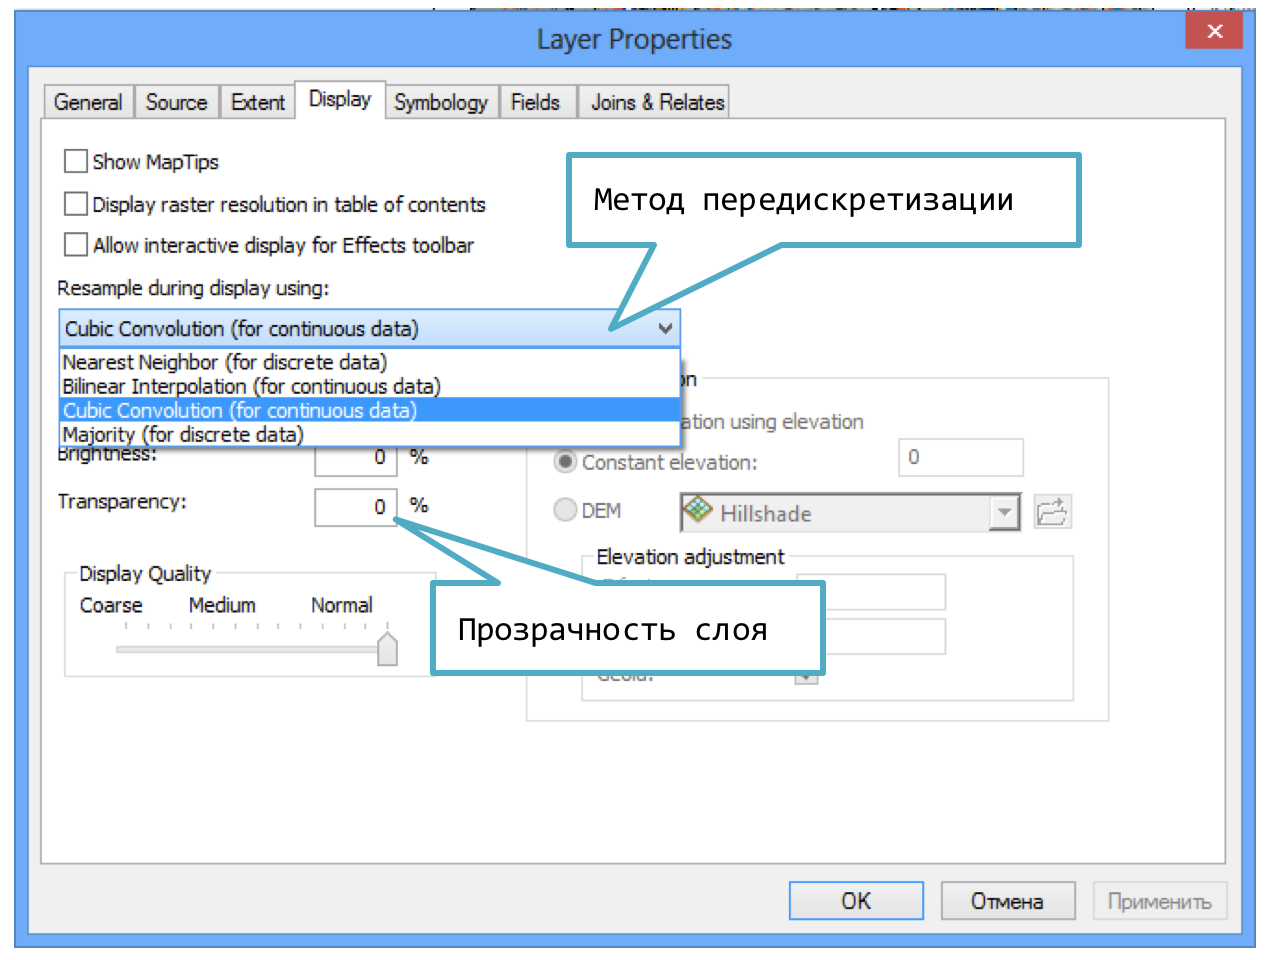 Layer Properties
General Source Extent Display Symbology Fields Joins & Relates
Show MapTips
Display raster resolution in table of contents
Allow interactive display for Effects toolbar
Метод передискретизации
Resample during display using:
Cubic Convolution (for continuous data)
Nearest Neighbor (for discrete data)
Bilinear Interpolation (for continuous data)
Cubic Convolution (for continuous data)
Majority (for discrete data)
using elevation
Brightness: 0 %
Constant elevation: 0
Transparency: 0 %
DEM Hillshade
Elevation adjustment
Display Quality
Coarse Medium Normal
Прозрачность слоя
OK Отмена Применить